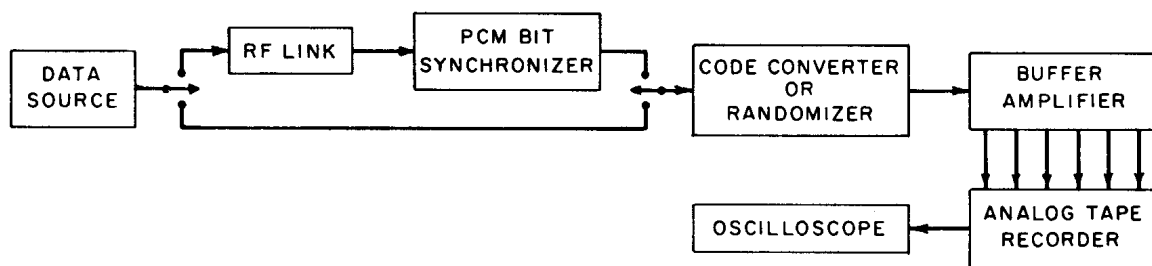 DATA
SOURCE
RF LINK
PCM BIT
SYNCHRONIZER
CODE CONVERTER
OR
RANDOMIZER
BUFFER
AMPLIFIER
OSCILLOSCOPE
ANALOG TAPE
RECORDER